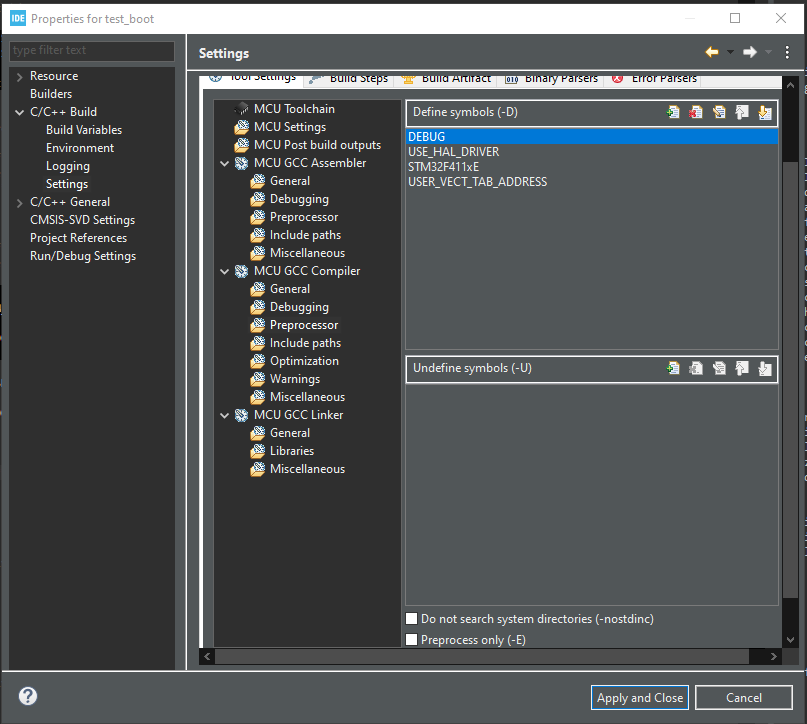 IDE Properties for test_boot
type filter text
Resource
Builders
C/C++ Build
Build Variables
Environment
Logging
Settings
C/C++ General
CMSIS-SVD Settings
Project References
Run/Debug Settings
Settings
Tool Settings Build Steps Build Artifact Binary Parsers Error Parsers
MCU Toolchain
MCU Settings
MCU Post build outputs
MCU GCC Assembler
General
Debugging
Preprocessor
Include paths
Miscellaneous
MCU GCC Compiler
General
Debugging
Preprocessor
Include paths
Optimization
Warnings
Miscellaneous
MCU GCC Linker
General
Libraries
Miscellaneous
Define symbols (-D)
DEBUG
USE_HAL_DRIVER
STM32F411xE
USER_VECT_TAB_ADDRESS
Undefine symbols (-U)
Do not search system directories (-nostdinc)
Preprocess only (-E)
Apply and Close
Cancel